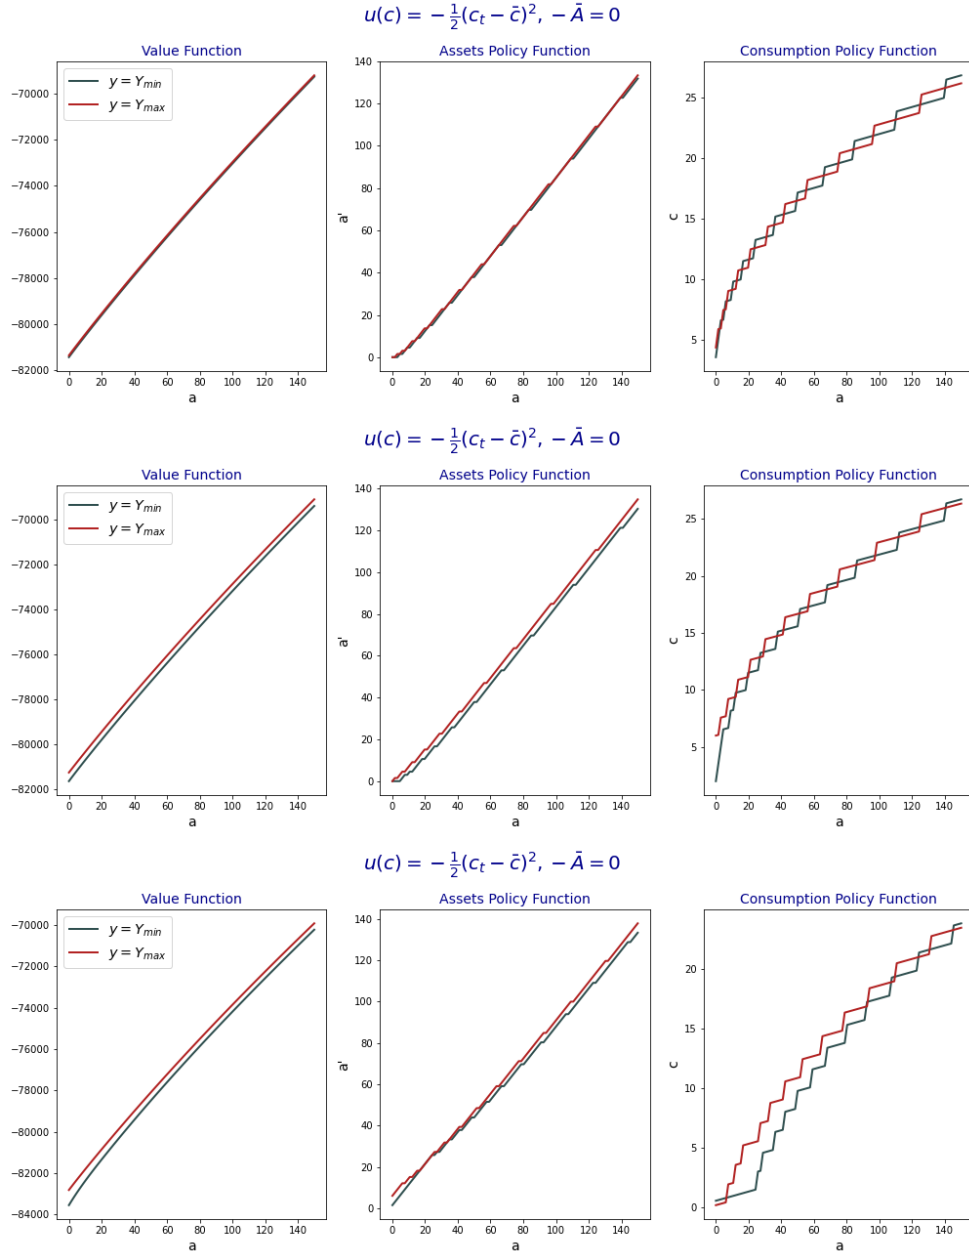 u(c) = −½(c_t − c̄)², −Ā = 0
Value Function
y = Y_min
y = Y_max
−70000
−72000
−74000
−76000
−78000
−80000
−82000
0 20 40 60 80 100 120 140
a
Assets Policy Function
a'
140
120
100
80
60
40
20
0
0 20 40 60 80 100 120 140
a
Consumption Policy Function
c
25
20
15
10
5
0 20 40 60 80 100 120 140
a
u(c) = −½(c_t − c̄)², −Ā = 0
Value Function
y = Y_min
y = Y_max
−70000
−72000
−74000
−76000
−78000
−80000
−82000
0 20 40 60 80 100 120 140
a
Assets Policy Function
a'
140
120
100
80
60
40
20
0
0 20 40 60 80 100 120 140
a
Consumption Policy Function
c
25
20
15
10
5
0 20 40 60 80 100 120 140
a
u(c) = −½(c_t − c̄)², −Ā = 0
Value Function
y = Y_min
y = Y_max
−70000
−72000
−74000
−76000
−78000
−80000
−82000
−84000
0 20 40 60 80 100 120 140
a
Assets Policy Function
a'
140
120
100
80
60
40
20
0
0 20 40 60 80 100 120 140
a
Consumption Policy Function
c
20
15
10
5
0
0 20 40 60 80 100 120 140
a